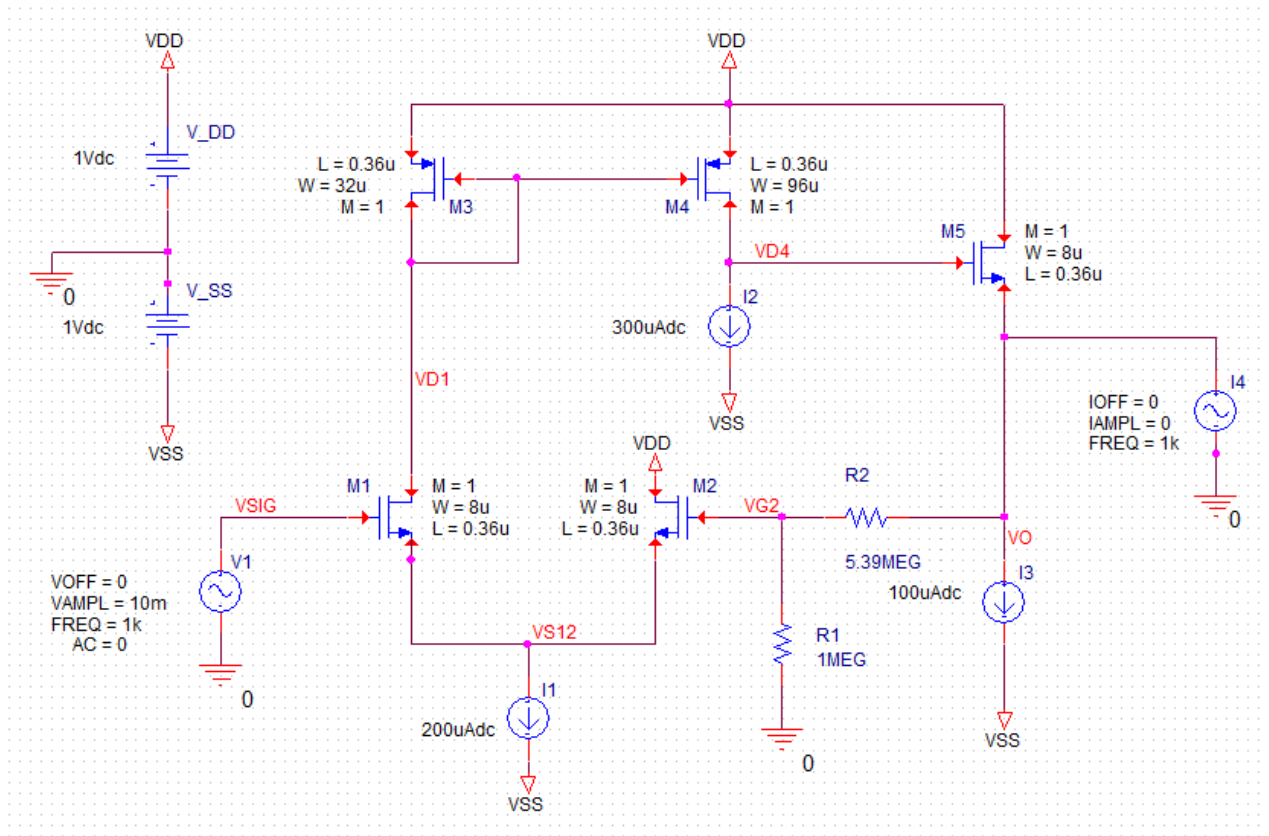 VDD
V_DD
1Vdc
0
V_SS
1Vdc
VSS
VDD
L = 0.36u
W = 32u
M = 1
M3
L = 0.36u
W = 96u
M = 1
M4
VD4
M5
M = 1
W = 8u
L = 0.36u
I2
300uAdc
VSS
VD1
I4
IOFF = 0
IAMPL = 0
FREQ = 1k
0
VSIG
M1
M = 1
W = 8u
L = 0.36u
VDD
M = 1
W = 8u
L = 0.36u
M2
VG2
R2
5.39MEG
VO
V1
VOFF = 0
VAMPL = 10m
FREQ = 1k
AC = 0
0
VS12
I1
200uAdc
VSS
R1
1MEG
0
I3
100uAdc
VSS